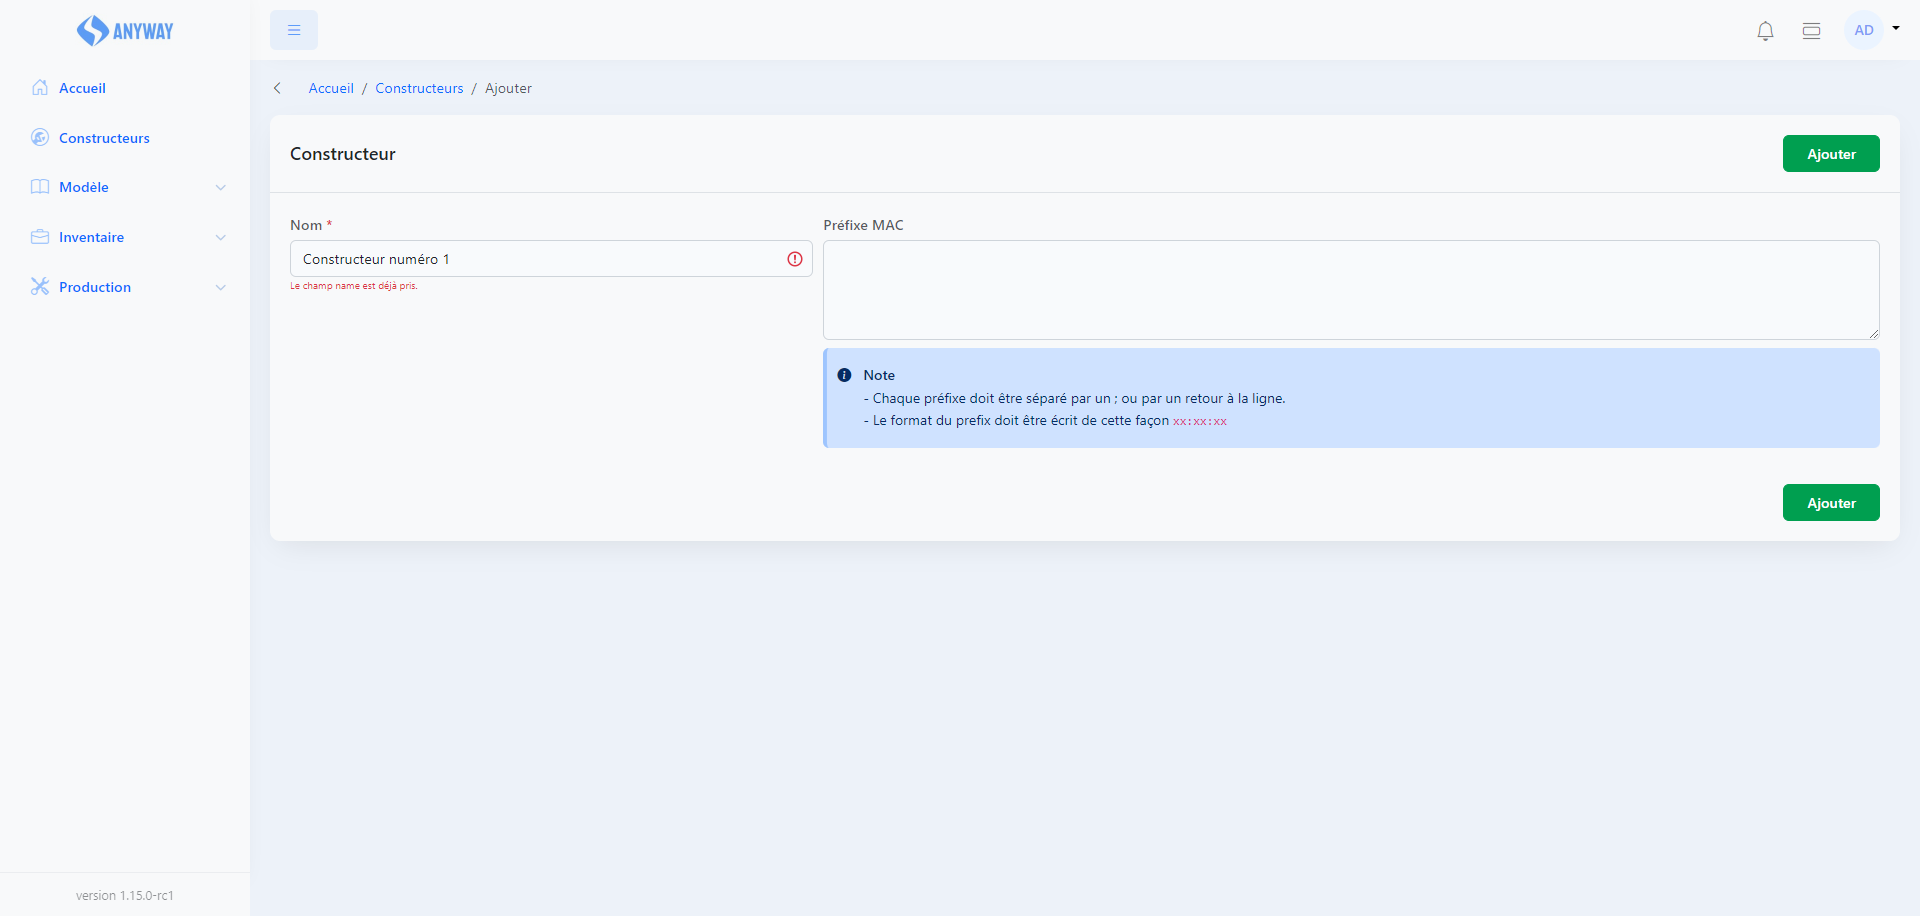 ANYWAY
AD
Accueil
Constructeurs
Modèle
Inventaire
Production
version 1.15.0-rc1
Accueil / Constructeurs / Ajouter
Constructeur
Ajouter
Nom *
Constructeur numéro 1
Le champ name est déjà pris.
Préfixe MAC
Note
- Chaque préfixe doit être séparé par un ; ou par un retour à la ligne.
- Le format du prefix doit être écrit de cette façon xx:xx:xx
Ajouter